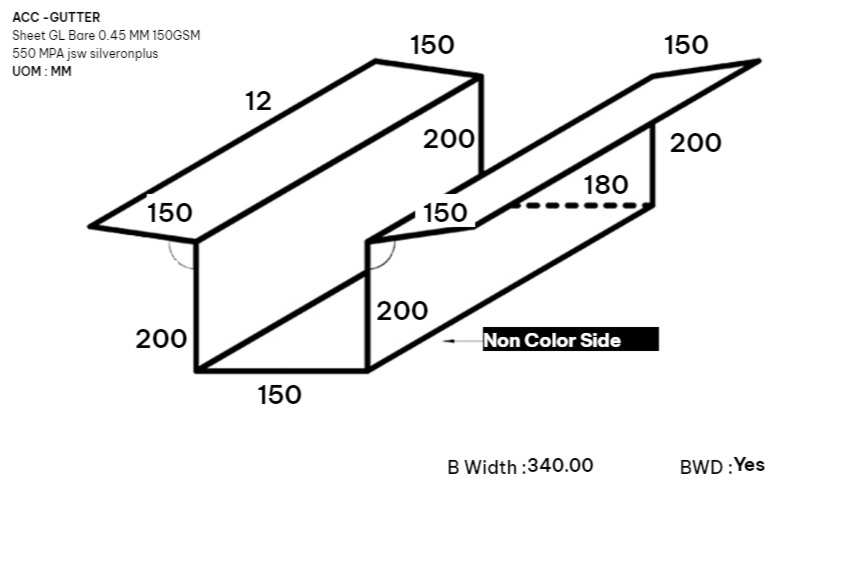 ACC -GUTTER
Sheet GL Bare 0.45 MM 150GSM
550 MPA jsw silveronplus
UOM : MM
150
150
12
200
200
180
150
150
200
200
Non Color Side
150
B Width :340.00
BWD :Yes